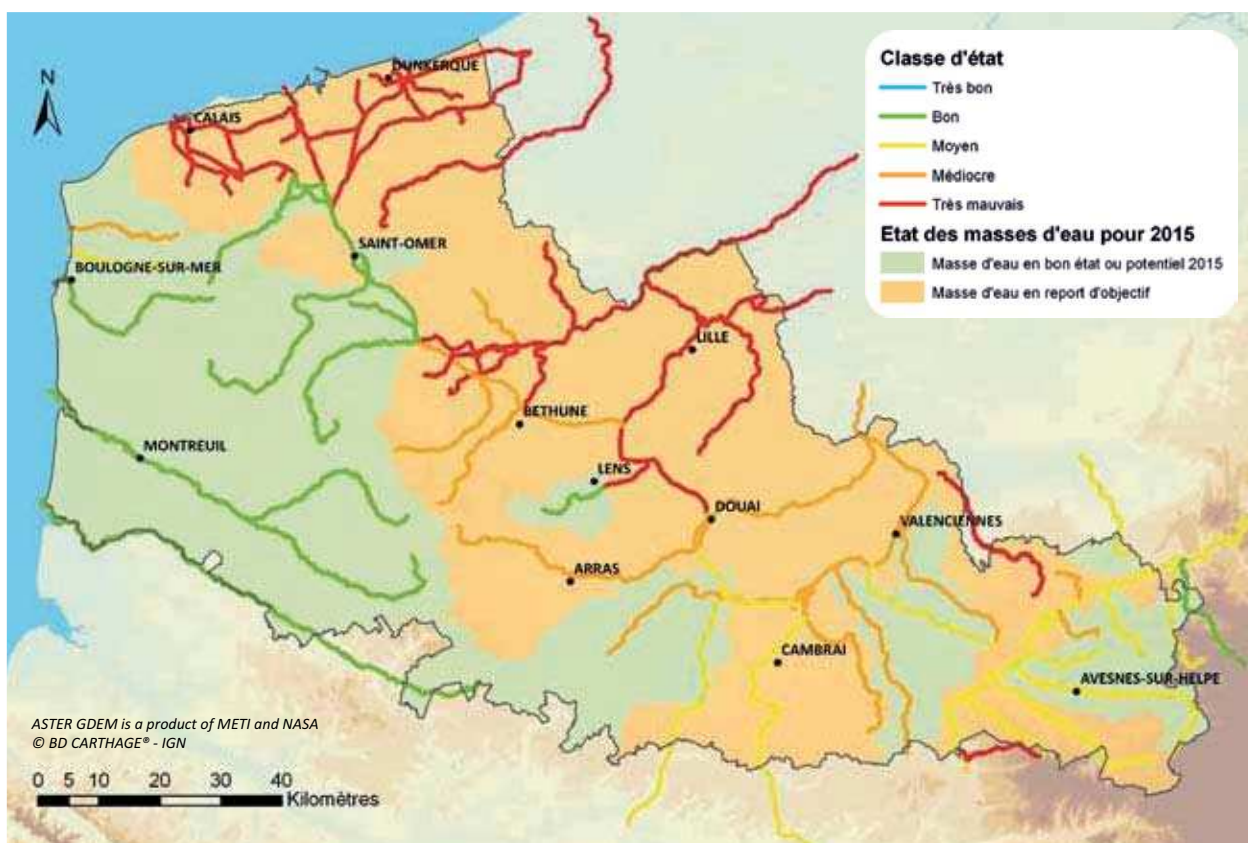 Classe d'état
Très bon
Bon
Moyen
Médiocre
Très mauvais
Etat des masses d'eau pour 2015
Masse d'eau en bon état ou potentiel 2015
Masse d'eau en report d'objectif
N
DUNKERQUE
CALAIS
SAINT-OMER
BOULOGNE-SUR-MER
LILLE
BETHUNE
MONTREUIL
LENS
DOUAI
VALENCIENNES
ARRAS
CAMBRAI
AVESNES-SUR-HELPE
ASTER GDEM is a product of METI and NASA
© BD CARTHAGE® - IGN
0 5 10 20 30 40
Kilomètres